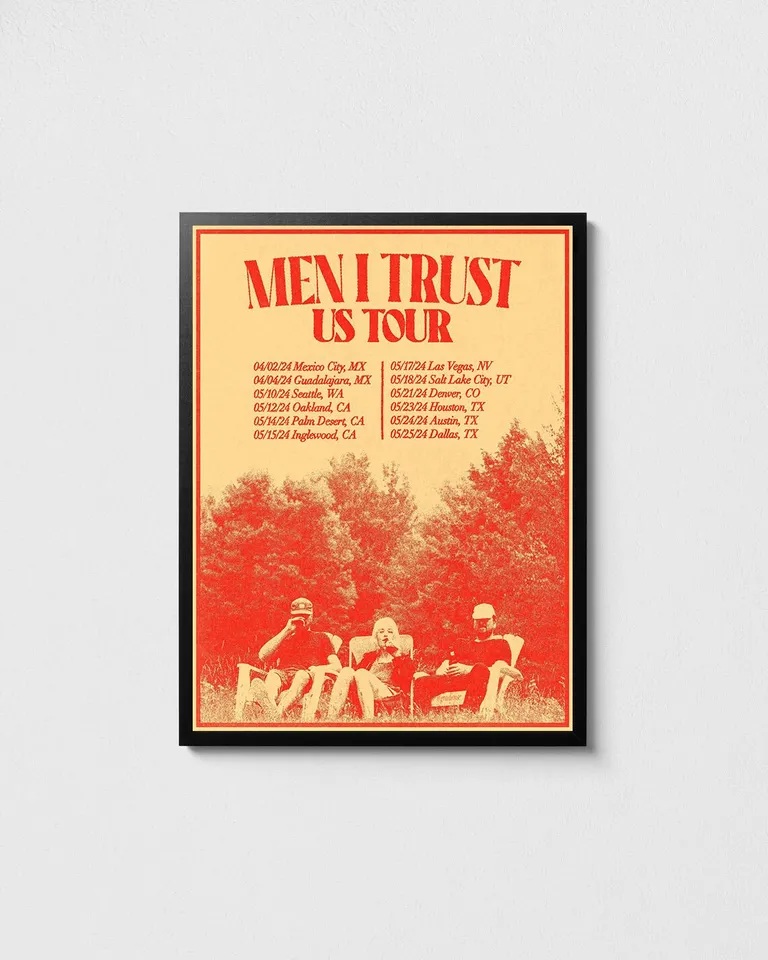 MEN I TRUST
US TOUR
04/02/24 Mexico City, MX
04/04/24 Guadalajara, MX
05/10/24 Seattle, WA
05/12/24 Oakland, CA
05/14/24 Palm Desert, CA
05/15/24 Inglewood, CA
05/17/24 Las Vegas, NV
05/18/24 Salt Lake City, UT
05/21/24 Denver, CO
05/23/24 Houston, TX
05/24/24 Austin, TX
05/25/24 Dallas, TX